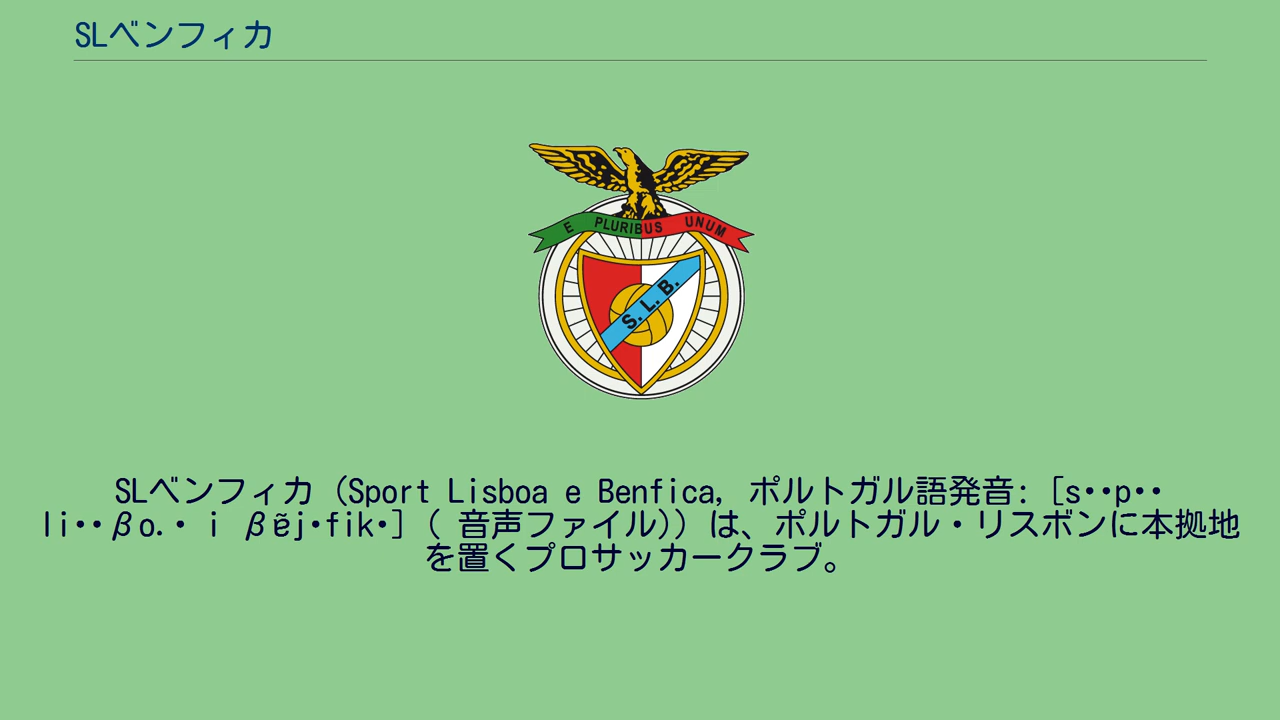 SLベンフィカ
E PLURIBUS UNUM
S. L. B.
SLベンフィカ (Sport Lisboa e Benfica, ポルトガル語発音: [s··p··
li··βo.· i βẽj·fik·] ( 音声ファイル)) は、ポルトガル・リスボンに本拠地
を置くプロサッカークラブ。